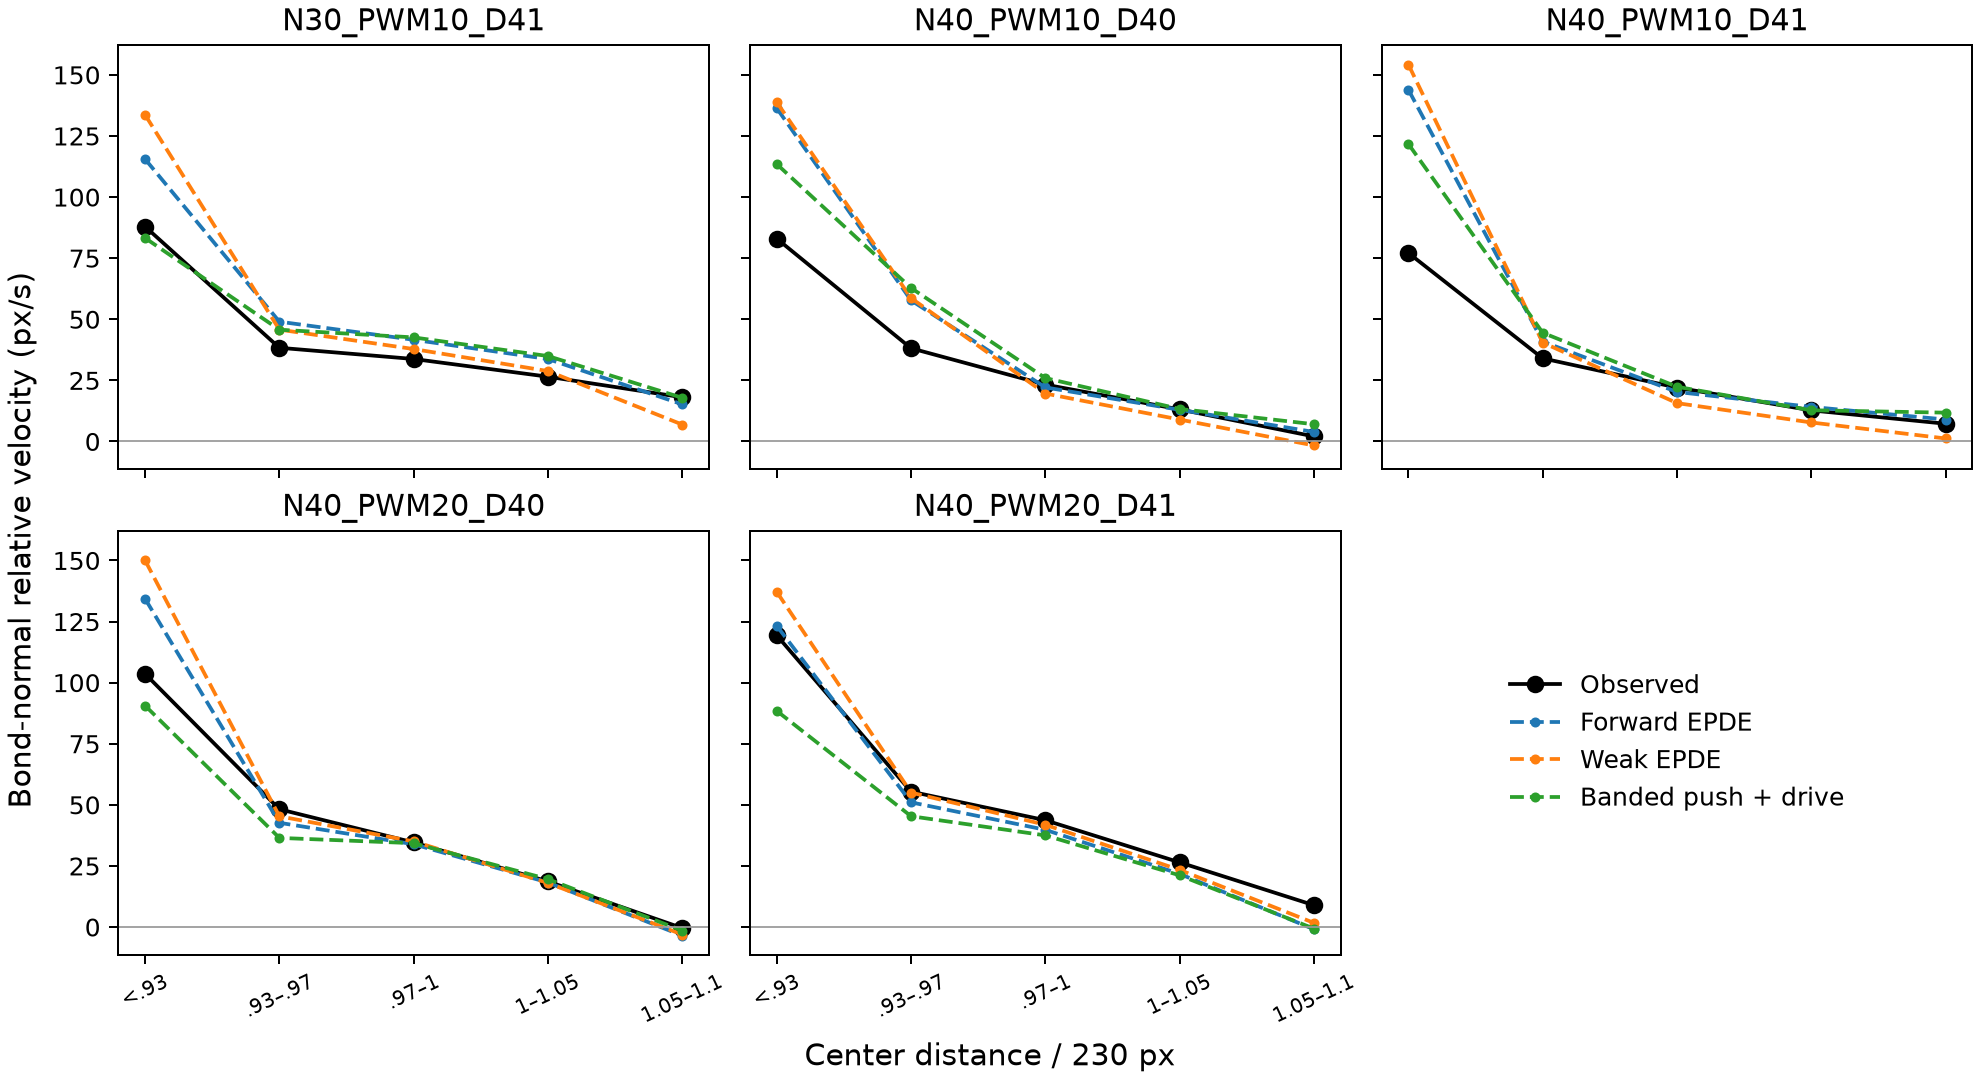 N30_PWM10_D41
N40_PWM10_D40
N40_PWM10_D41
150
125
100
75
50
25
0
N40_PWM20_D40
N40_PWM20_D41
150
125
100
75
50
25
0
Bond-normal relative velocity (px/s)
<.93
.93–.97
.97–1
1–1.05
1.05–1.1
<.93
.93–.97
.97–1
1–1.05
1.05–1.1
Observed
Forward EPDE
Weak EPDE
Banded push + drive
Center distance / 230 px